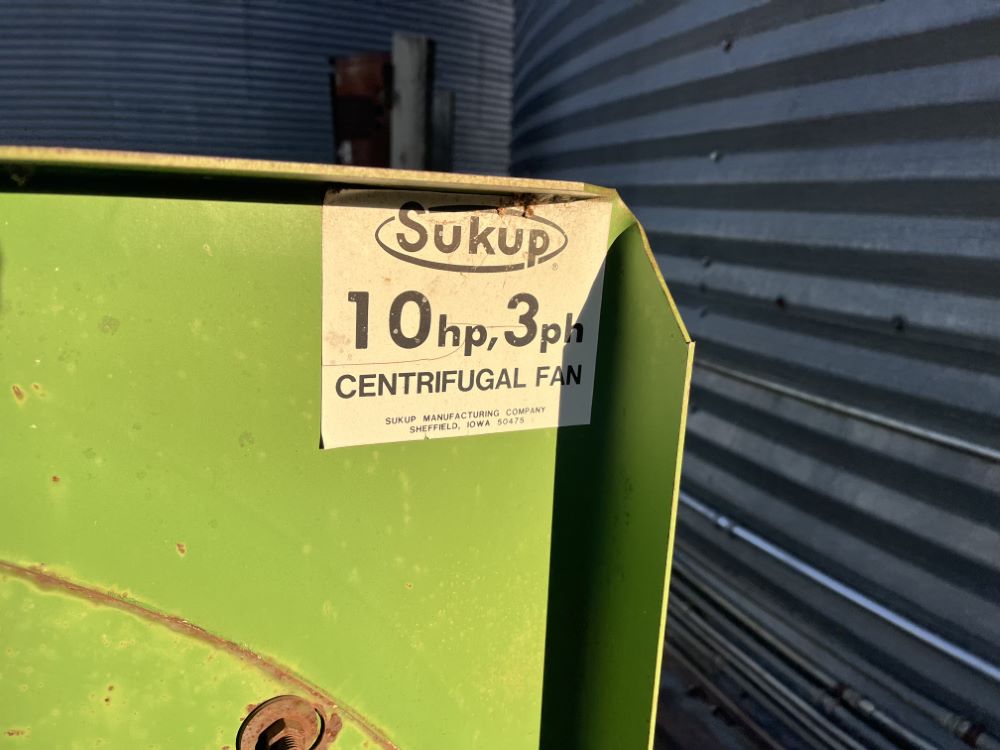 Sukup®
10hp, 3ph
CENTRIFUGAL FAN
SUKUP MANUFACTURING COMPANY
SHEFFIELD, IOWA 50475